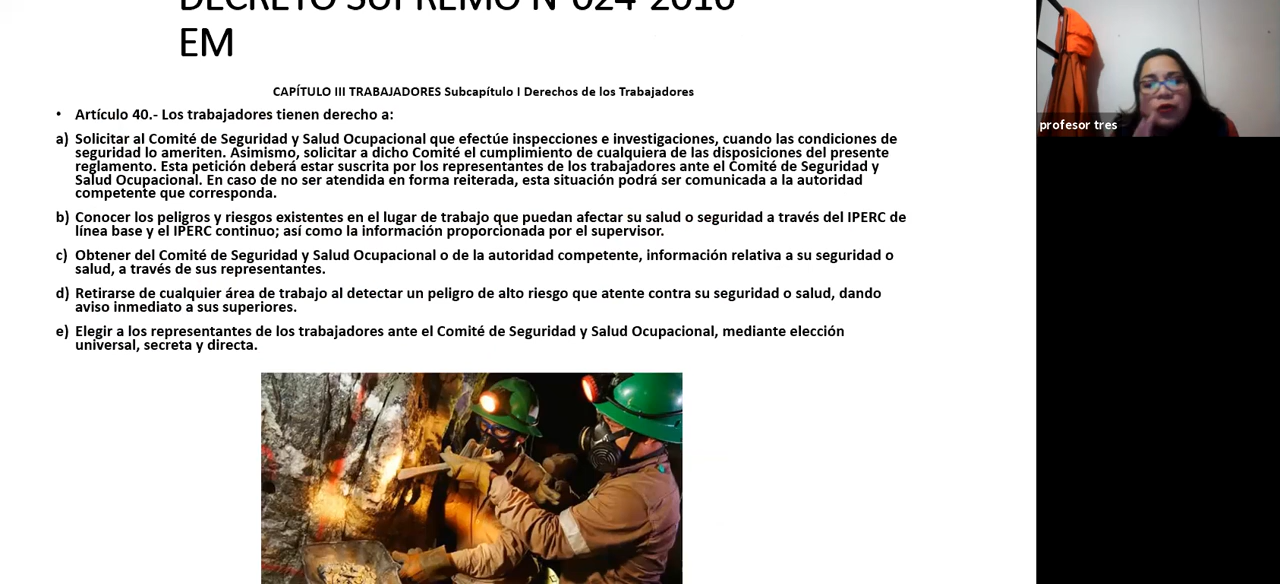 DECRETO SUPREMO N°024-2016
EM
CAPÍTULO III TRABAJADORES Subcapítulo I Derechos de los Trabajadores
• Artículo 40.- Los trabajadores tienen derecho a:
a) Solicitar al Comité de Seguridad y Salud Ocupacional que efectúe inspecciones e investigaciones, cuando las condiciones de
seguridad lo ameriten. Asimismo, solicitar a dicho Comité el cumplimiento de cualquiera de las disposiciones del presente
reglamento. Esta petición deberá estar suscrita por los representantes de los trabajadores ante el Comité de Seguridad y
Salud Ocupacional. En caso de no ser atendida en forma reiterada, esta situación podrá ser comunicada a la autoridad
competente que corresponda.
b) Conocer los peligros y riesgos existentes en el lugar de trabajo que puedan afectar su salud o seguridad a través del IPERC de
línea base y el IPERC continuo; así como la información proporcionada por el supervisor.
c) Obtener del Comité de Seguridad y Salud Ocupacional o de la autoridad competente, información relativa a su seguridad o
salud, a través de sus representantes.
d) Retirarse de cualquier área de trabajo al detectar un peligro de alto riesgo que atente contra su seguridad o salud, dando
aviso inmediato a sus superiores.
e) Elegir a los representantes de los trabajadores ante el Comité de Seguridad y Salud Ocupacional, mediante elección
universal, secreta y directa.
profesor tres